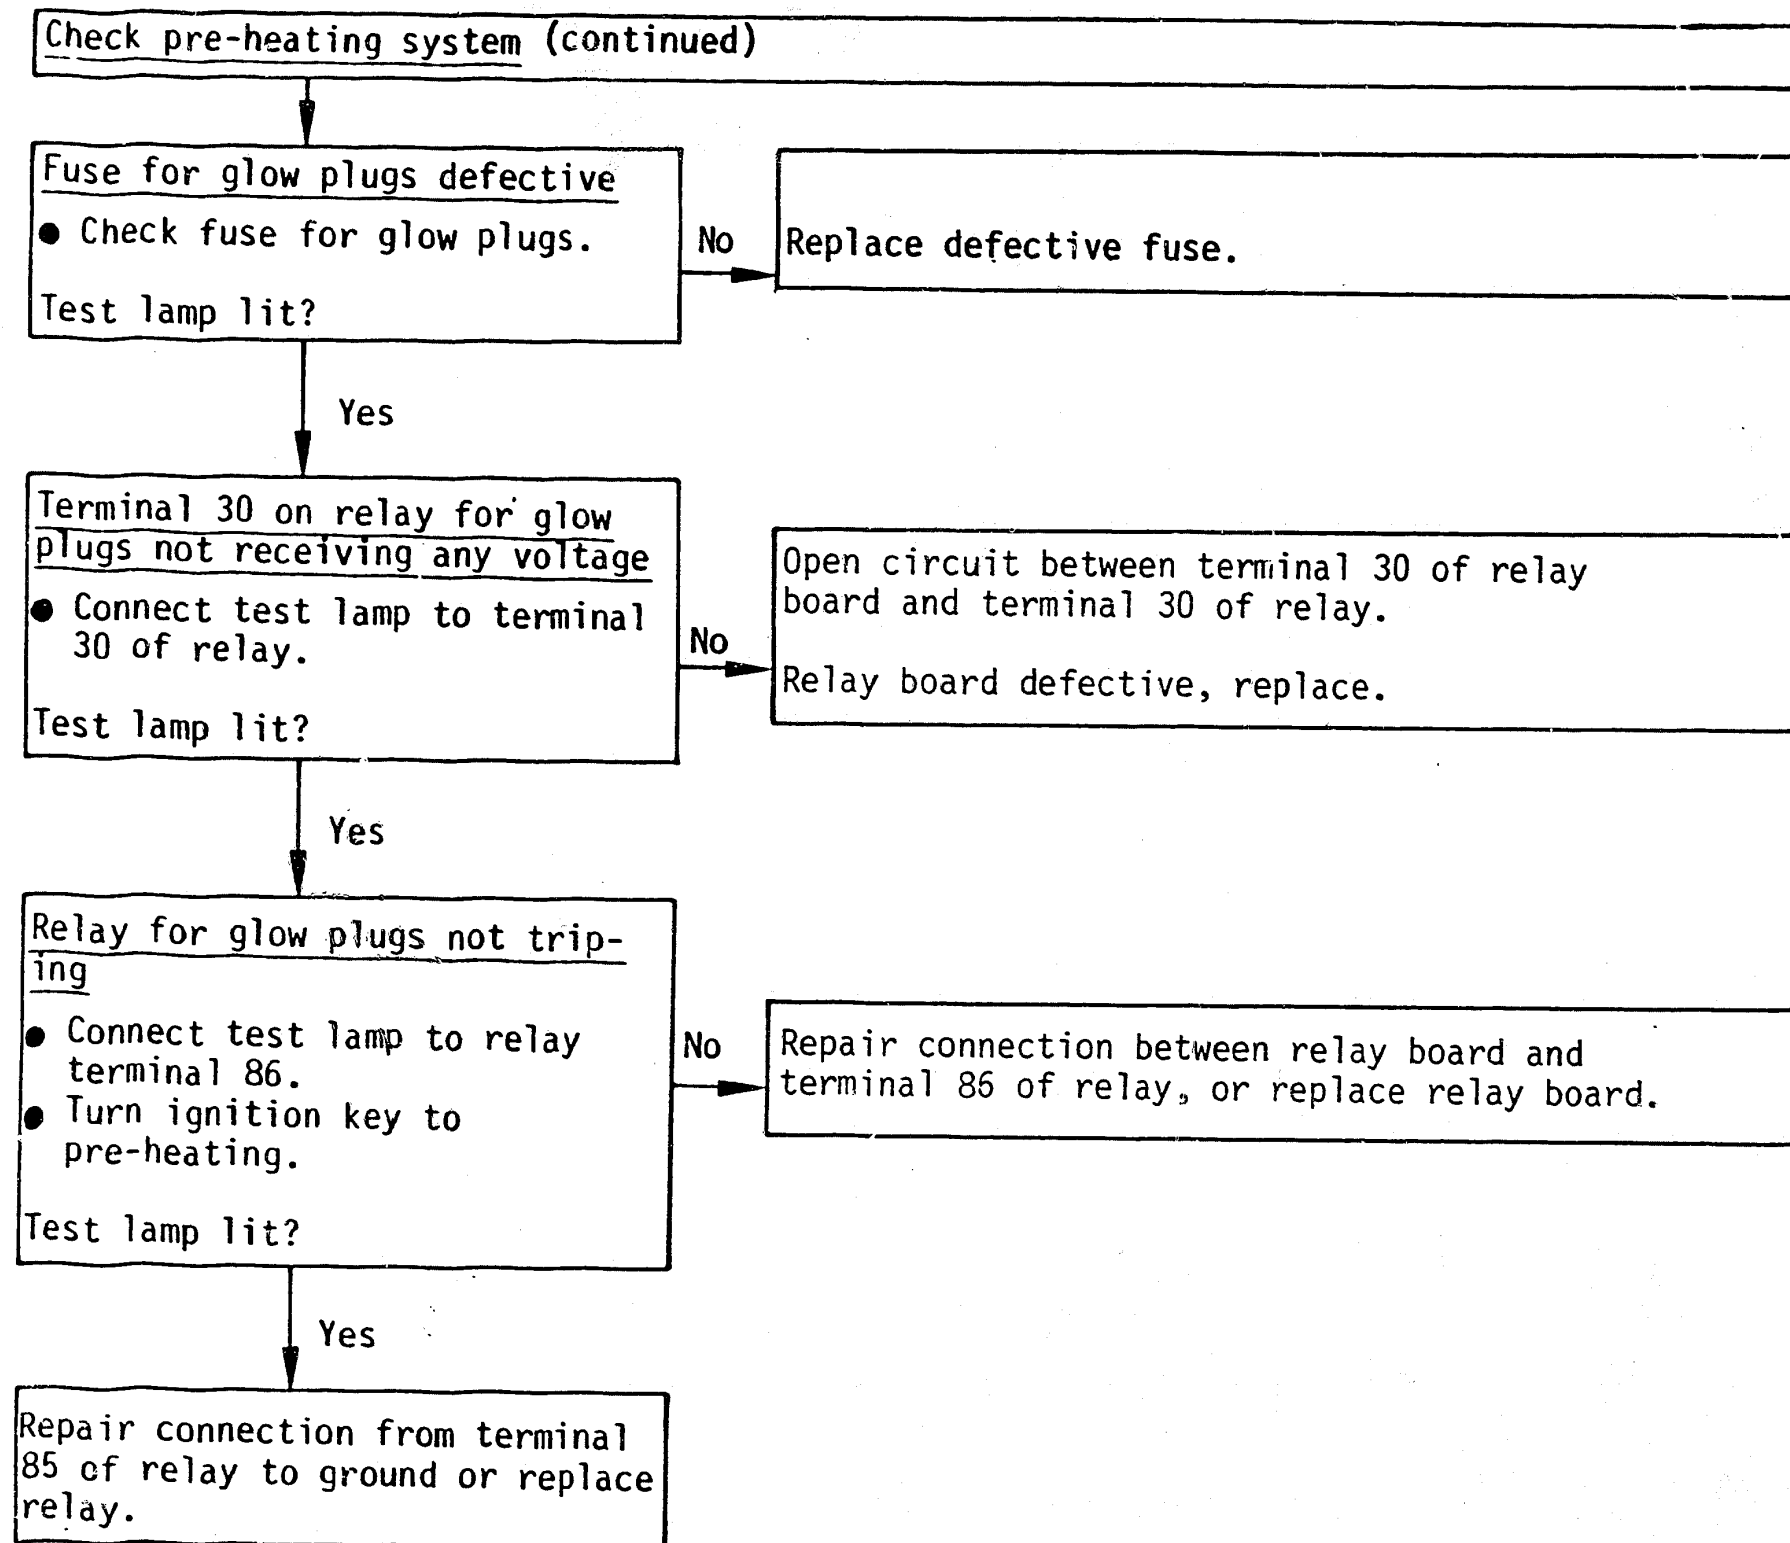 Check pre-heating system (continued)
Fuse for glow plugs defective
● Check fuse for glow plugs.
Test lamp lit?
No
Replace defective fuse.
Yes
Terminal 30 on relay for glow
plugs not receiving any voltage
● Connect test lamp to terminal
30 of relay.
Test lamp lit?
No
Open circuit between terminal 30 of relay
board and terminal 30 of relay.
Relay board defective, replace.
Yes
Relay for glow plugs not trip-
ing
● Connect test lamp to relay
terminal 86.
● Turn ignition key to
pre-heating.
Test lamp lit?
No
Repair connection between relay board and
terminal 86 of relay, or replace relay board.
Yes
Repair connection from terminal
85 of relay to ground or replace
relay.